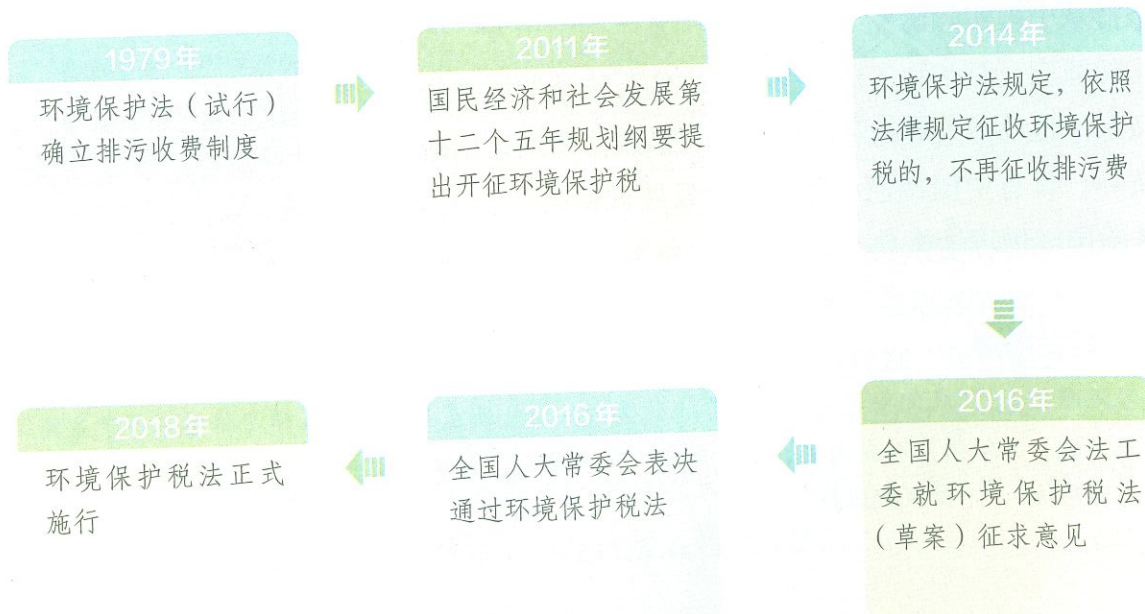 1979年
环境保护法（试行）
确立排污收费制度
2011年
国民经济和社会发展第
十二个五年规划纲要提
出开征环境保护税
2014年
环境保护法规定，依照
法律规定征收环境保护
税的，不再征收排污费
2016年
全国人大常委会法工
委就环境保护税法
（草案）征求意见
2016年
全国人大常委会表决
通过环境保护税法
2018年
环境保护税法正式
施行